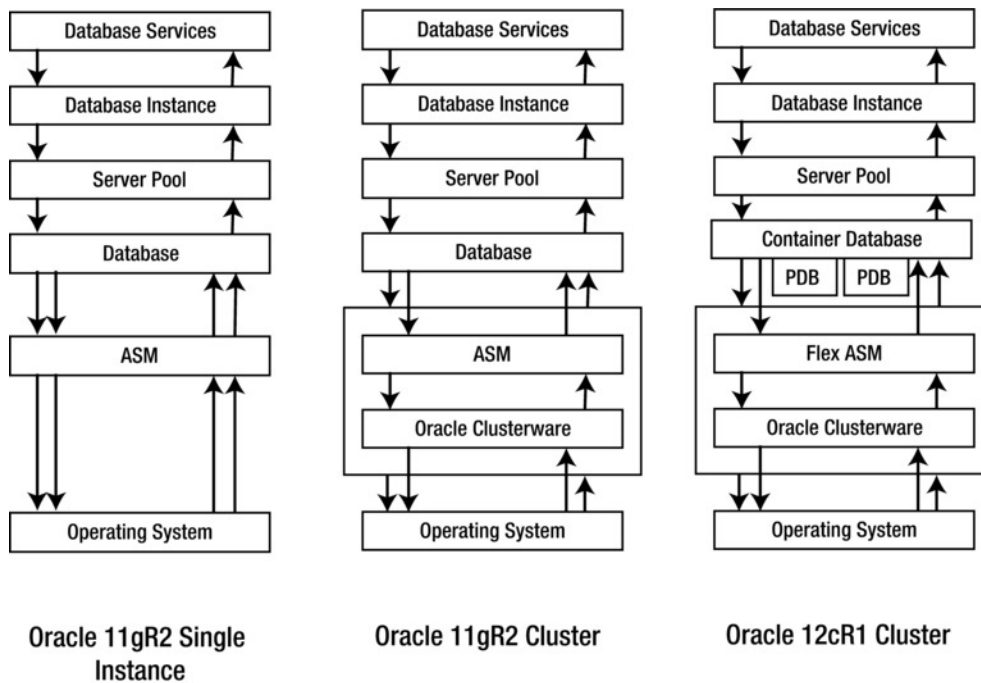 Database Services
Database Instance
Server Pool
Database
ASM
Operating System
Oracle 11gR2 Single
Instance
Database Services
Database Instance
Server Pool
Database
ASM
Oracle Clusterware
Operating System
Oracle 11gR2 Cluster
Database Services
Database Instance
Server Pool
Container Database
PDB PDB
Flex ASM
Oracle Clusterware
Operating System
Oracle 12cR1 Cluster